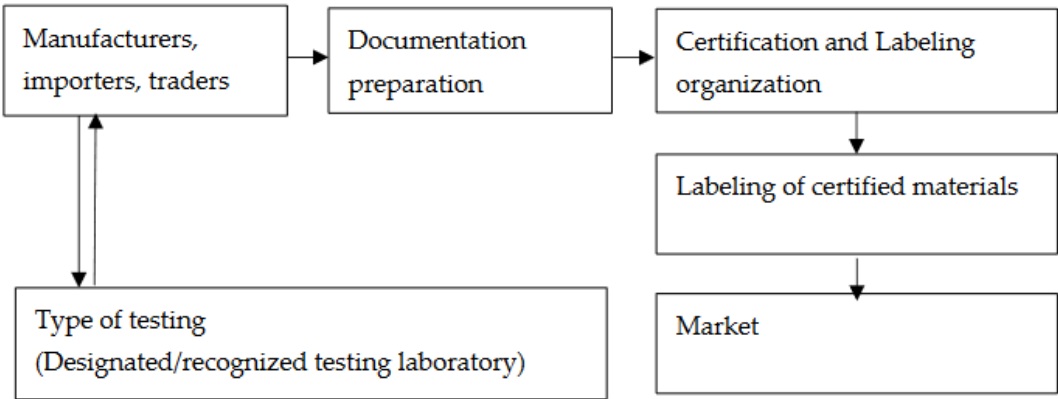 Manufacturers,
importers, traders
Documentation
preparation
Certification and Labeling
organization
Labeling of certified materials
Type of testing
(Designated/recognized testing laboratory)
Market